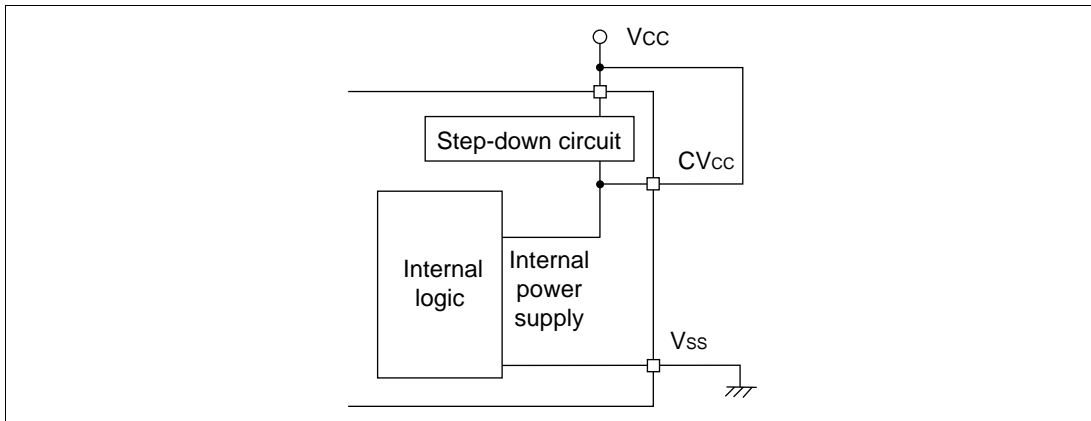 VCC
Step-down circuit
CVCC
Internal
logic
Internal
power
supply
VSS